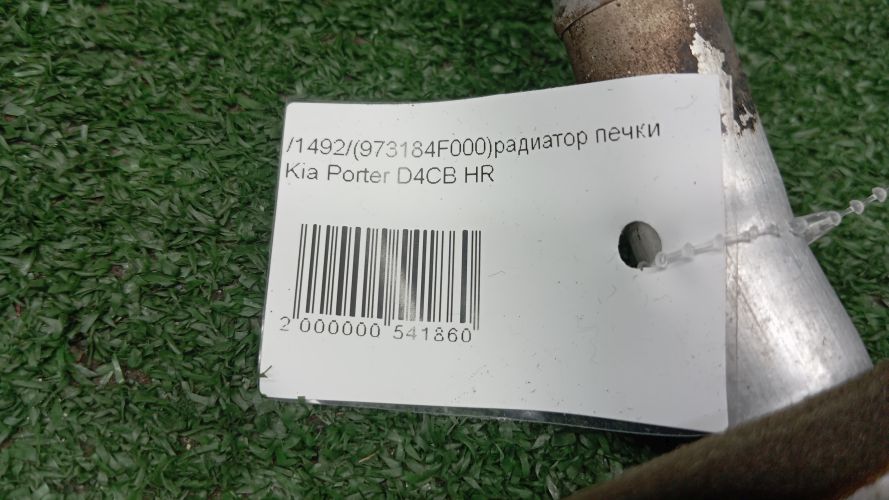 /1492/(973184F000)радиатор печки
Kia Porter D4CB HR
2 000000 541860